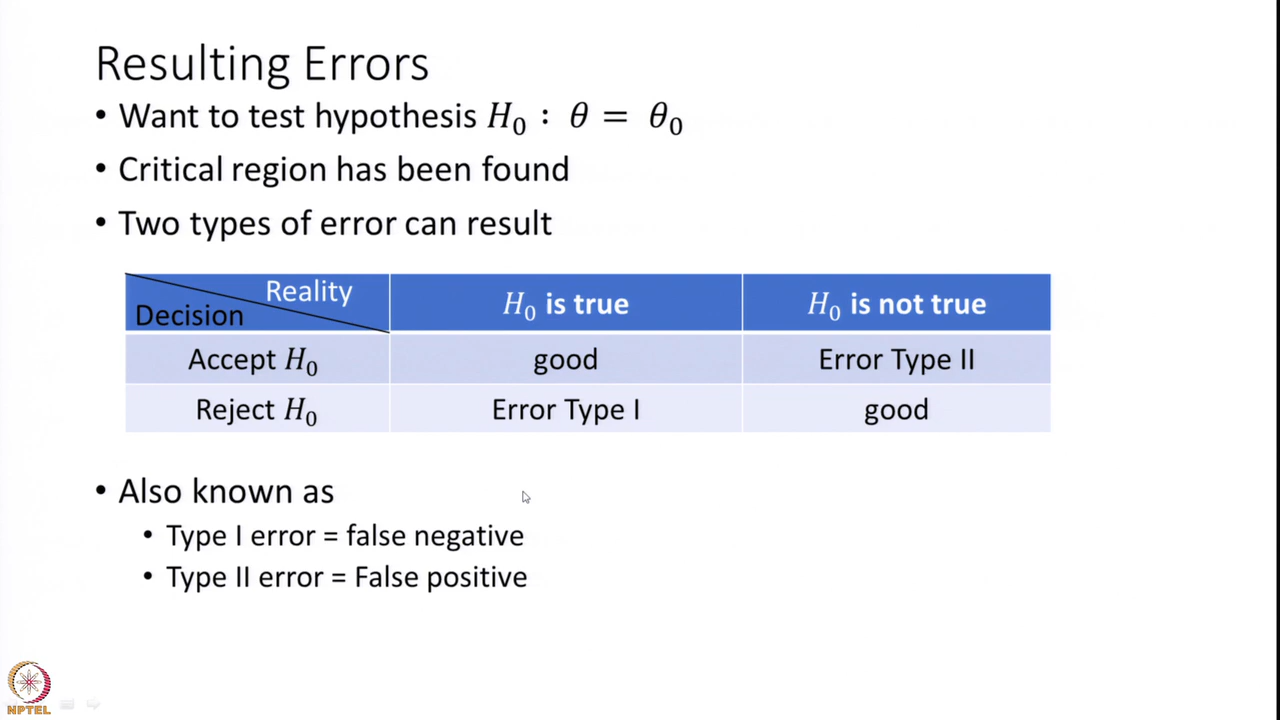 Resulting Errors
• Want to test hypothesis H₀ : θ = θ₀
• Critical region has been found
• Two types of error can result
Reality
Decision
H₀ is true
H₀ is not true
Accept H₀
good
Error Type II
Reject H₀
Error Type I
good
• Also known as
• Type I error = false negative
• Type II error = False positive
NPTEL